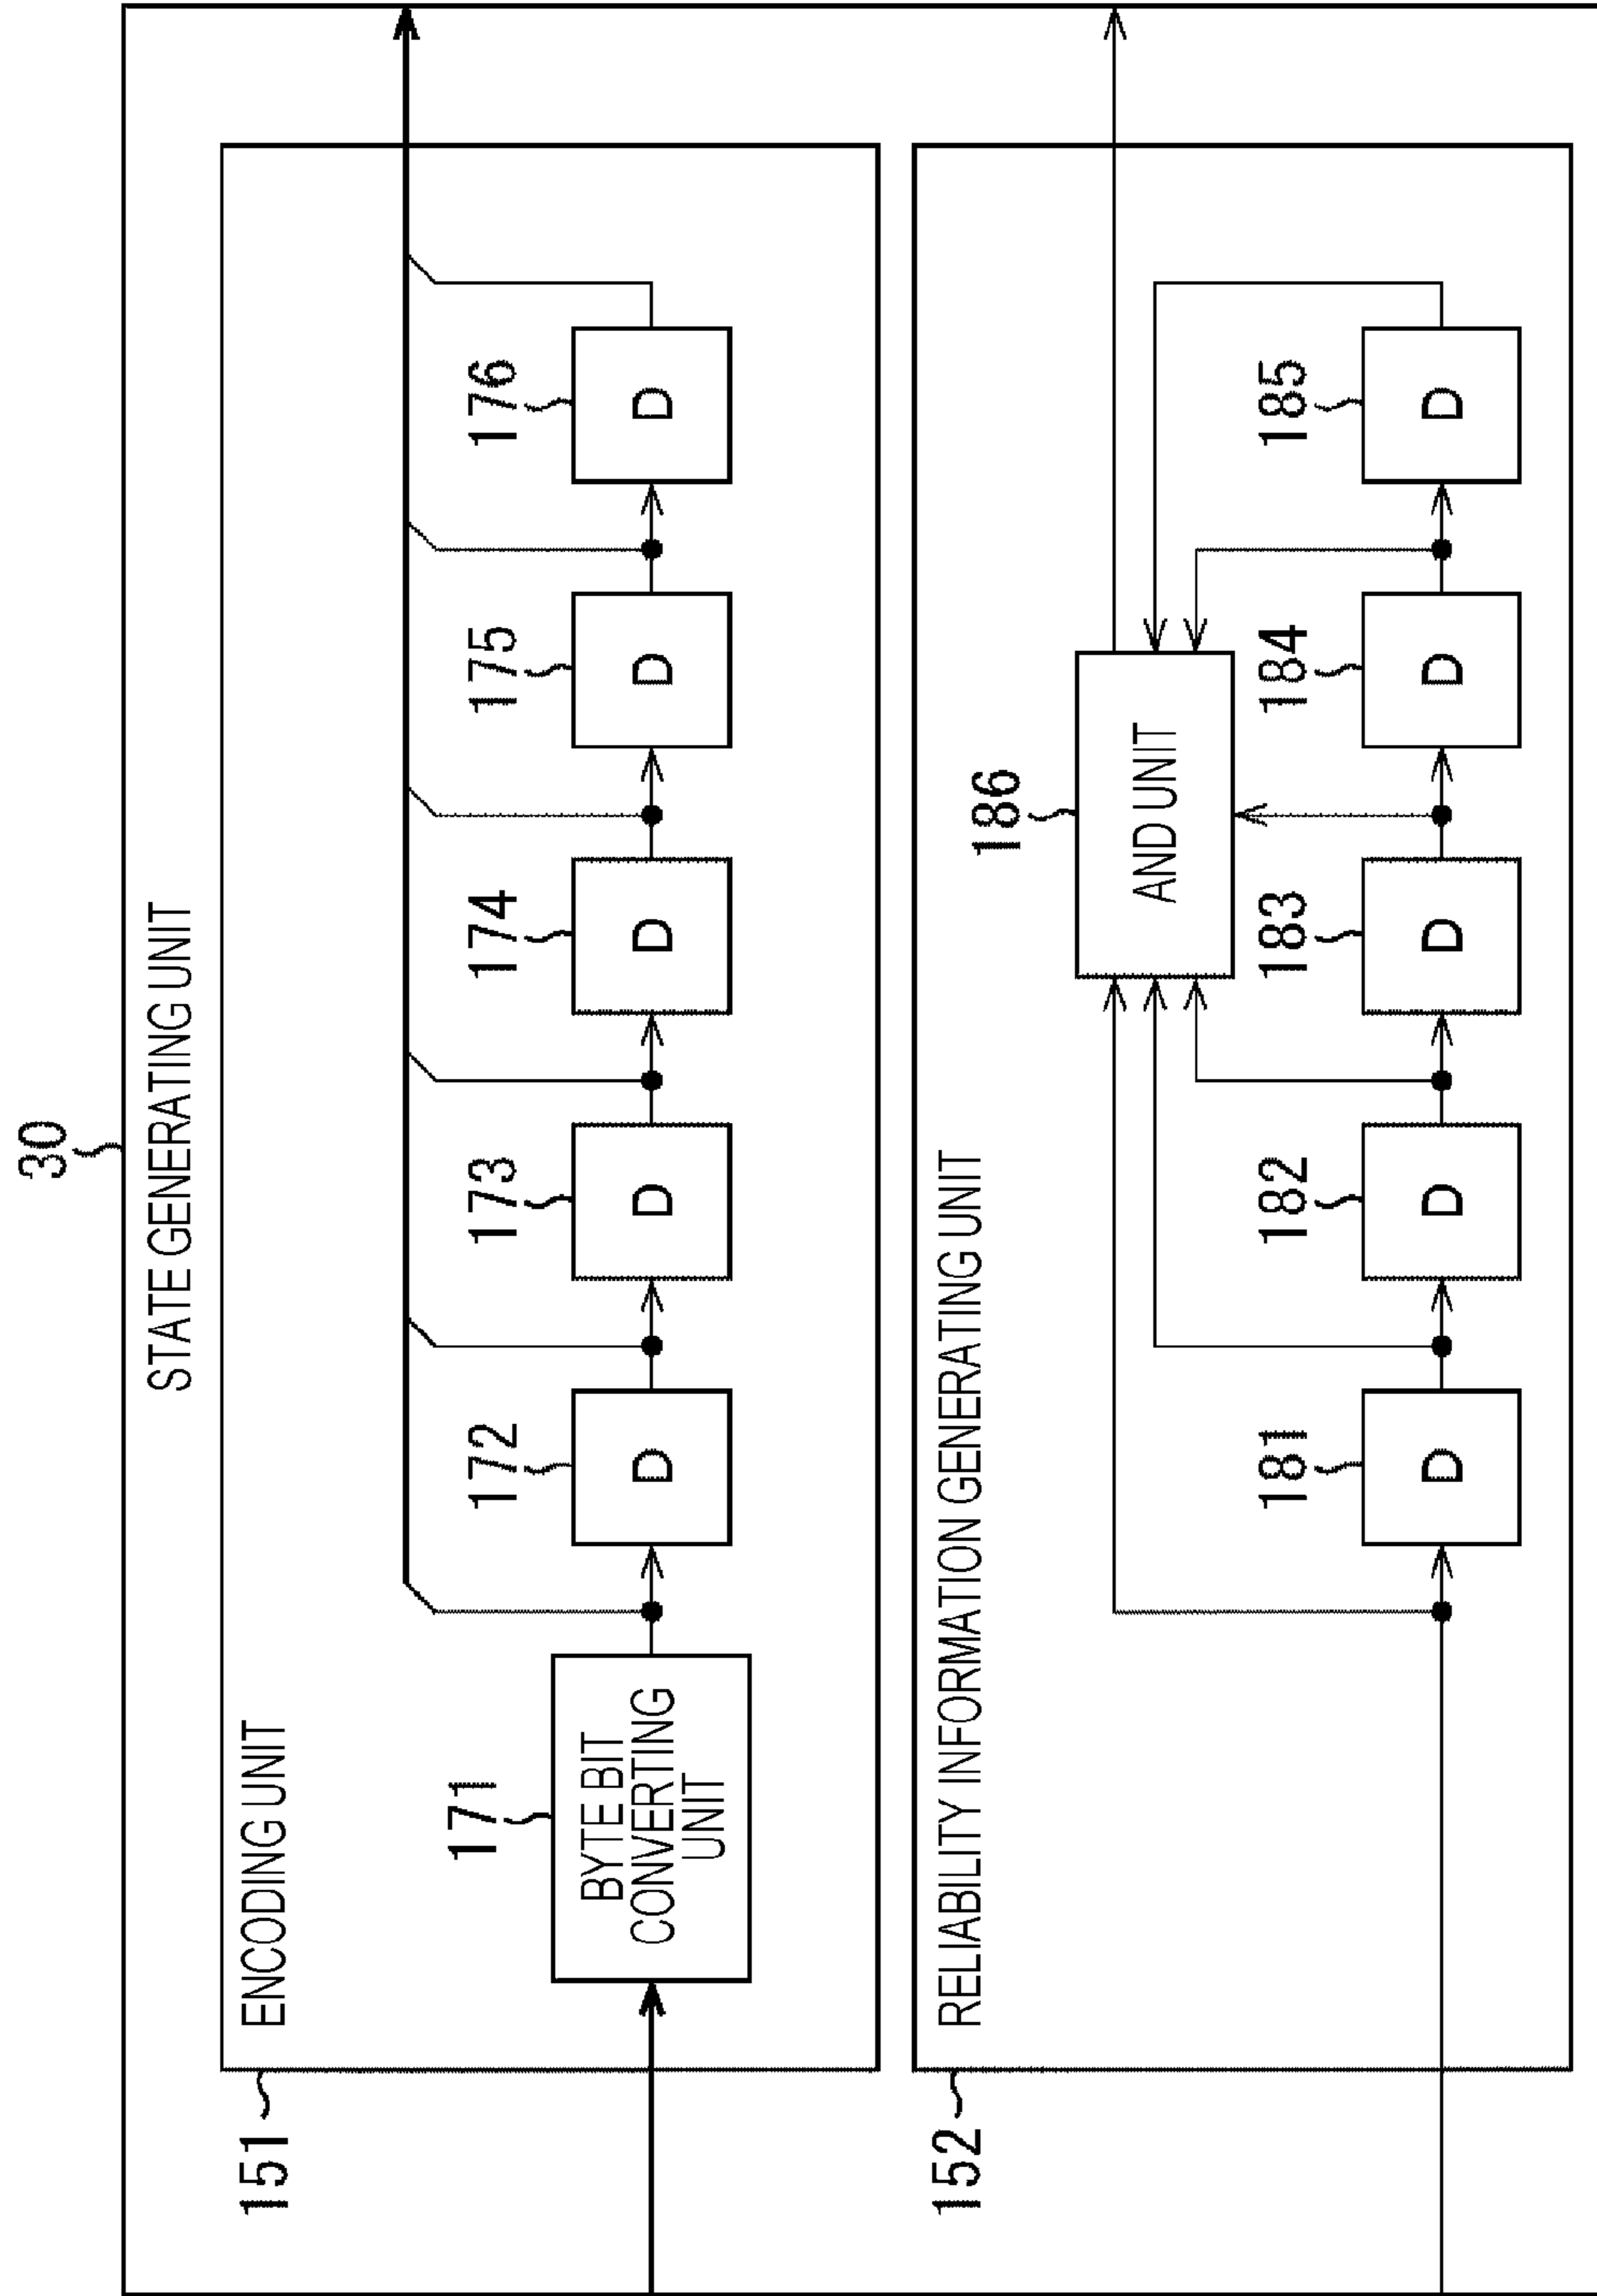 30
STATE GENERATING UNIT
151
ENCODING UNIT
171
BYTE BIT
CONVERTING
UNIT
172
D
173
D
174
D
175
D
176
D
152
RELIABILITY INFORMATION GENERATING UNIT
186
AND UNIT
181
D
182
D
183
D
184
D
185
D